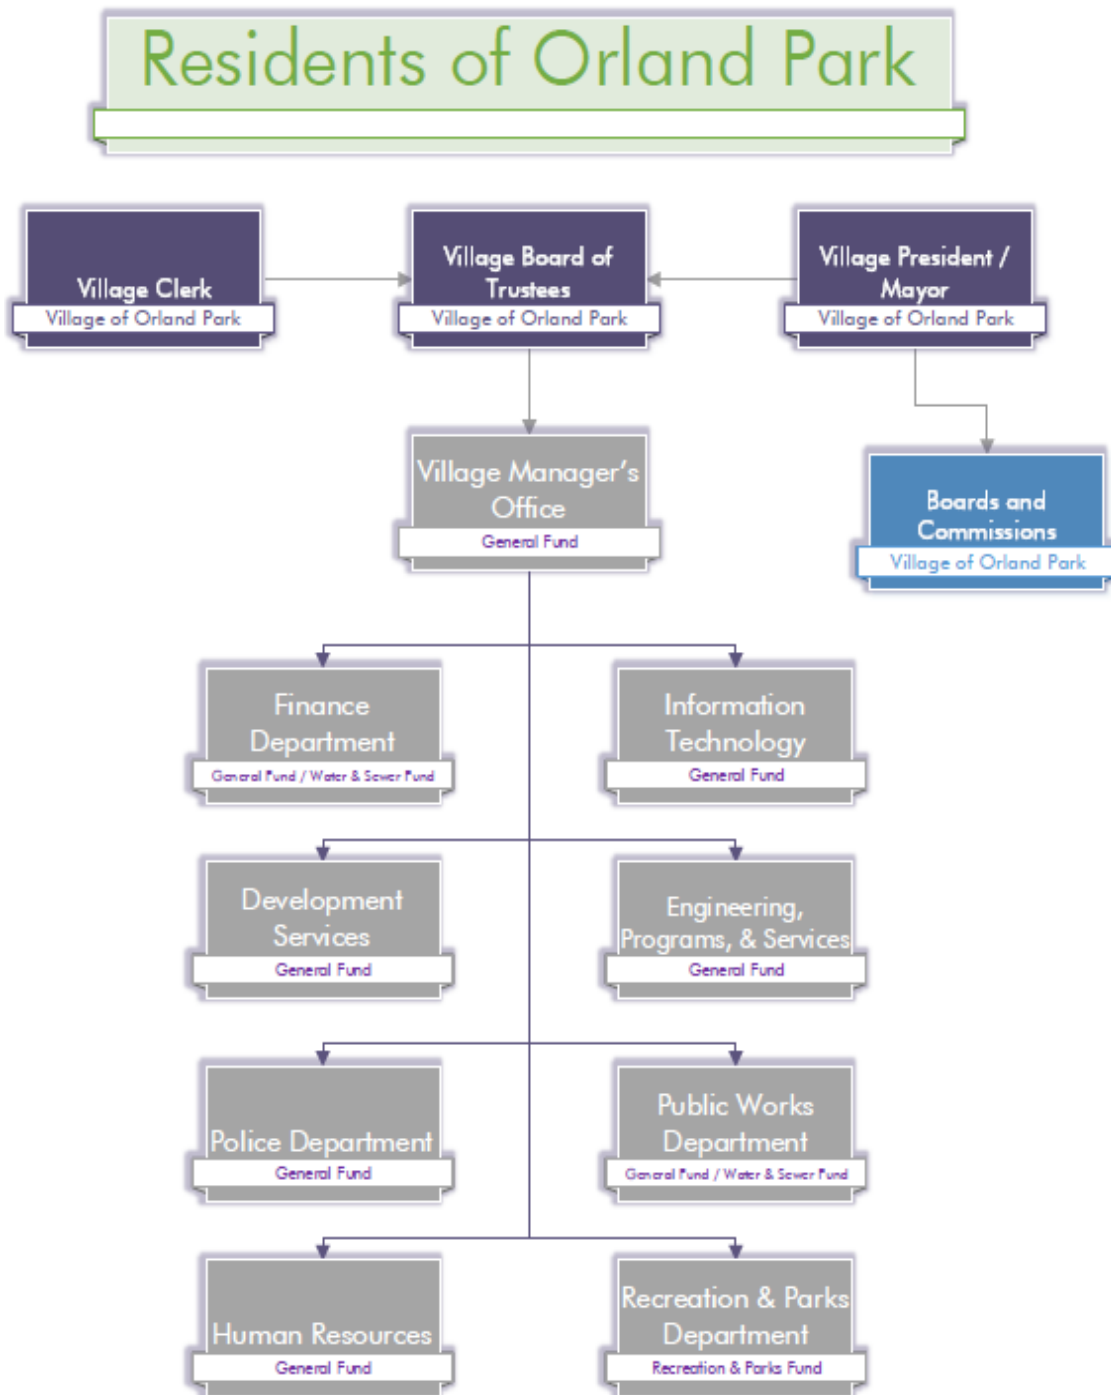 Residents of Orland Park
Village Clerk
Village of Orland Park
Village Board of
Trustees
Village of Orland Park
Village President /
Mayor
Village of Orland Park
Village Manager's
Office
General Fund
Boards and
Commissions
Village of Orland Park
Finance
Department
General Fund / Water & Sewer Fund
Information
Technology
General Fund
Development
Services
General Fund
Engineering,
Programs, & Services
General Fund
Police Department
General Fund
Public Works
Department
General Fund / Water & Sewer Fund
Human Resources
General Fund
Recreation & Parks
Department
Recreation & Parks Fund